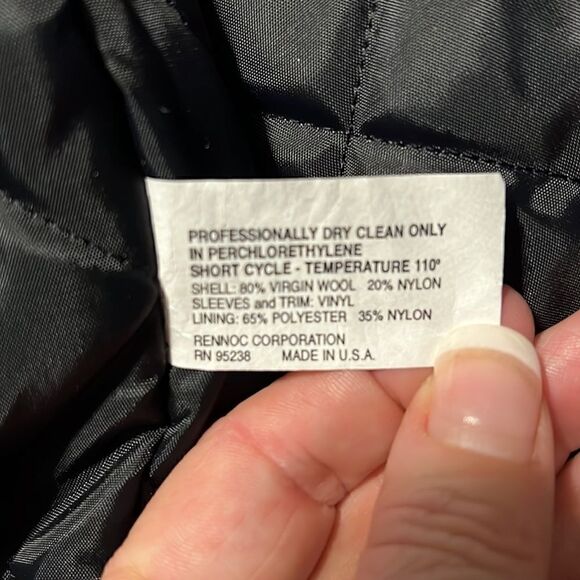 PROFESSIONALLY DRY CLEAN ONLY
IN PERCHLORETHYLENE
SHORT CYCLE - TEMPERATURE 110°
SHELL: 80% VIRGIN WOOL 20% NYLON
SLEEVES and TRIM: VINYL
LINING: 65% POLYESTER 35% NYLON
RENNOC CORPORATION
RN 95238 MADE IN U.S.A.